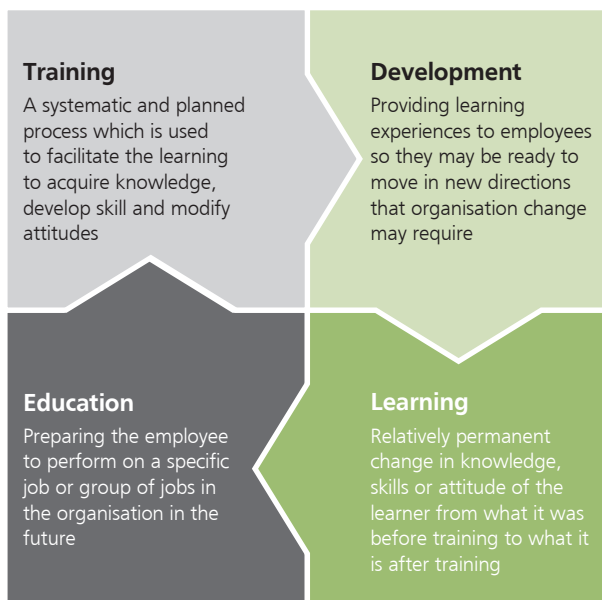 Training
A systematic and planned
process which is used
to facilitate the learning
to acquire knowledge,
develop skill and modify
attitudes
Development
Providing learning
experiences to employees
so they may be ready to
move in new directions
that organisation change
may require
Education
Preparing the employee
to perform on a specific
job or group of jobs in
the organisation in the
future
Learning
Relatively permanent
change in knowledge,
skills or attitude of the
learner from what it was
before training to what it
is after training